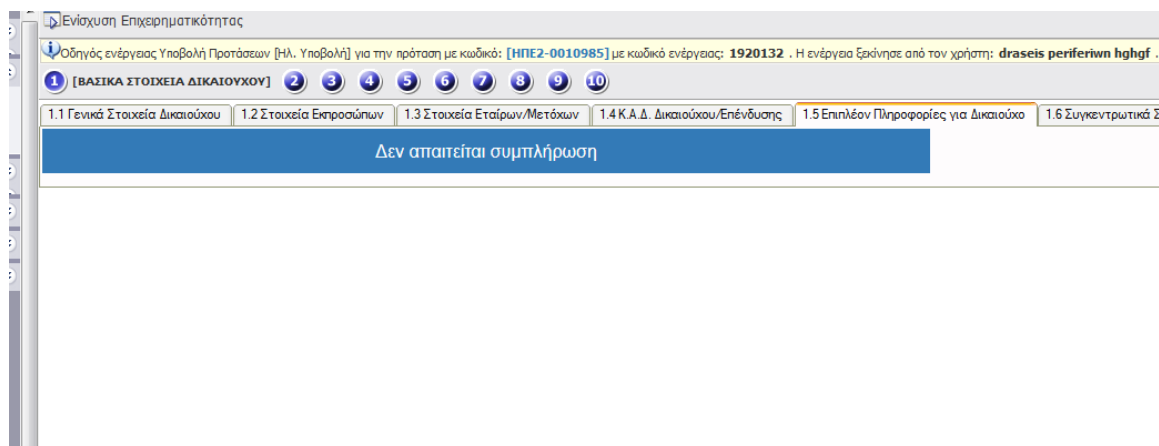 Ενίσχυση Επιχειρηματικότητας
Οδηγός ενέργειας Υποβολή Προτάσεων [Ηλ. Υποβολή] για την πρόταση με κωδικό: [ΗΠΕ2-0010985] με κωδικό ενέργειας: 1920132 . Η ενέργεια ξεκίνησε από τον χρήστη: draseis periferiwn hghgf .
1 [ΒΑΣΙΚΑ ΣΤΟΙΧΕΙΑ ΔΙΚΑΙΟΥΧΟΥ] 2 3 4 5 6 7 8 9 10
1.1 Γενικά Στοιχεία Δικαιούχου 1.2 Στοιχεία Εκπροσώπων 1.3 Στοιχεία Εταίρων/Μετόχων 1.4 Κ.Α.Δ. Δικαιούχου/Επένδυσης 1.5 Επιπλέον Πληροφορίες για Δικαιούχο 1.6 Συγκεντρωτικά Σ
Δεν απαιτείται συμπλήρωση